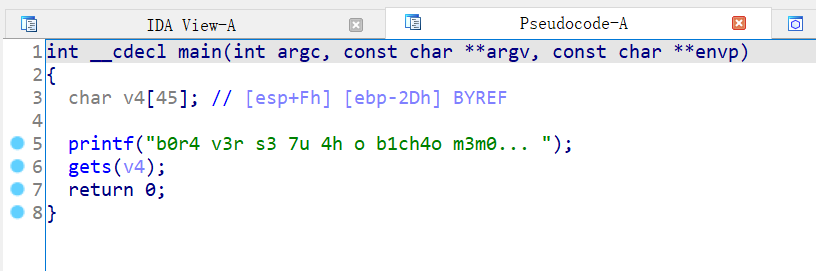 IDA View-A
Pseudocode-A
1 int __cdecl main(int argc, const char **argv, const char **envp)
2 {
3   char v4[45]; // [esp+Fh] [ebp-2Dh] BYREF
4
5   printf("b0r4 v3r s3 7u 4h o b1ch4o m3m0... ");
6   gets(v4);
7   return 0;
8 }